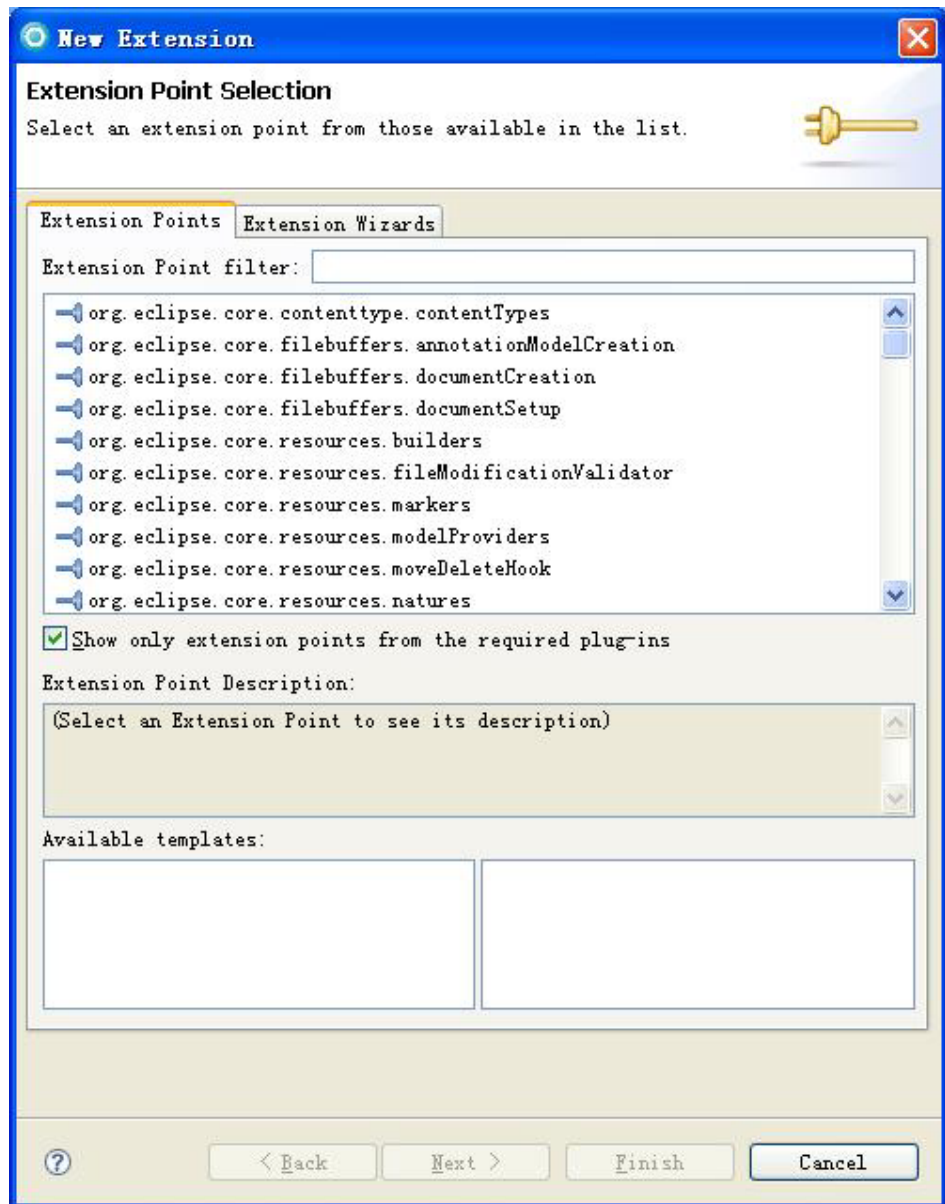 New Extension
Extension Point Selection
Select an extension point from those available in the list.
Extension Points Extension Wizards
Extension Point filter:
org.eclipse.core.contenttype.contentTypes
org.eclipse.core.filebuffers.annotationModelCreation
org.eclipse.core.filebuffers.documentCreation
org.eclipse.core.filebuffers.documentSetup
org.eclipse.core.resources.builders
org.eclipse.core.resources.fileModificationValidator
org.eclipse.core.resources.markers
org.eclipse.core.resources.modelProviders
org.eclipse.core.resources.moveDeleteHook
org.eclipse.core.resources.natures
Show only extension points from the required plug-ins
Extension Point Description:
(Select an Extension Point to see its description)
Available templates:
? < Back Next > Finish Cancel